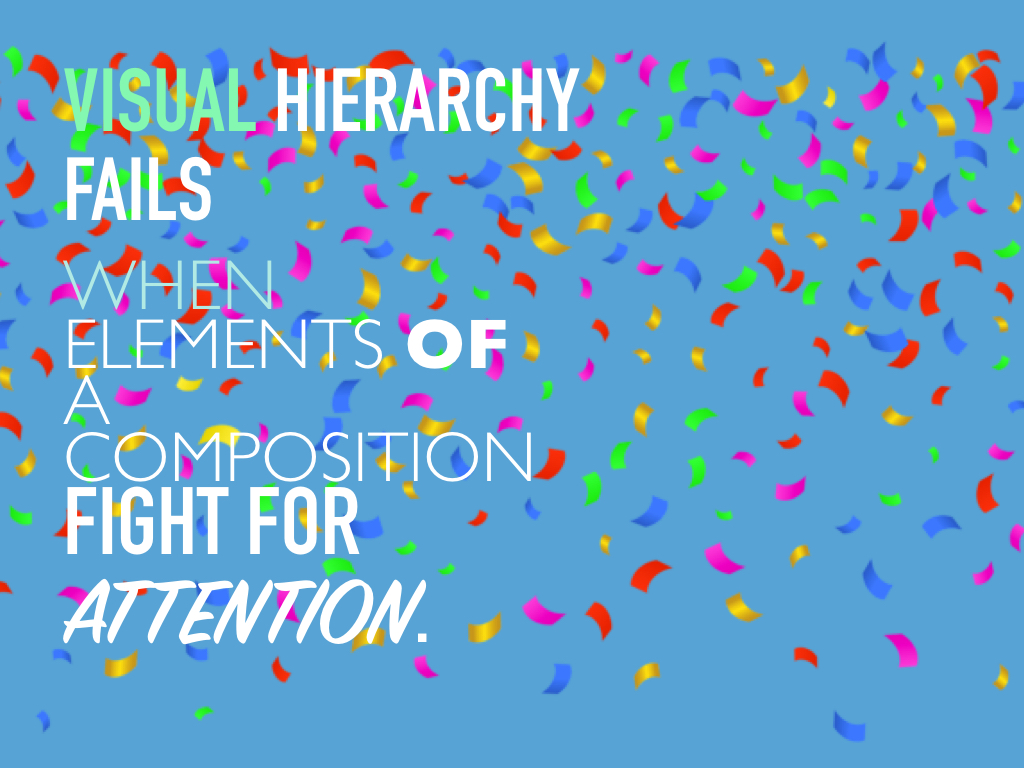 VISUAL HIERARCHY
FAILS
WHEN
ELEMENTS OF
A
COMPOSITION
FIGHT FOR
ATTENTION.